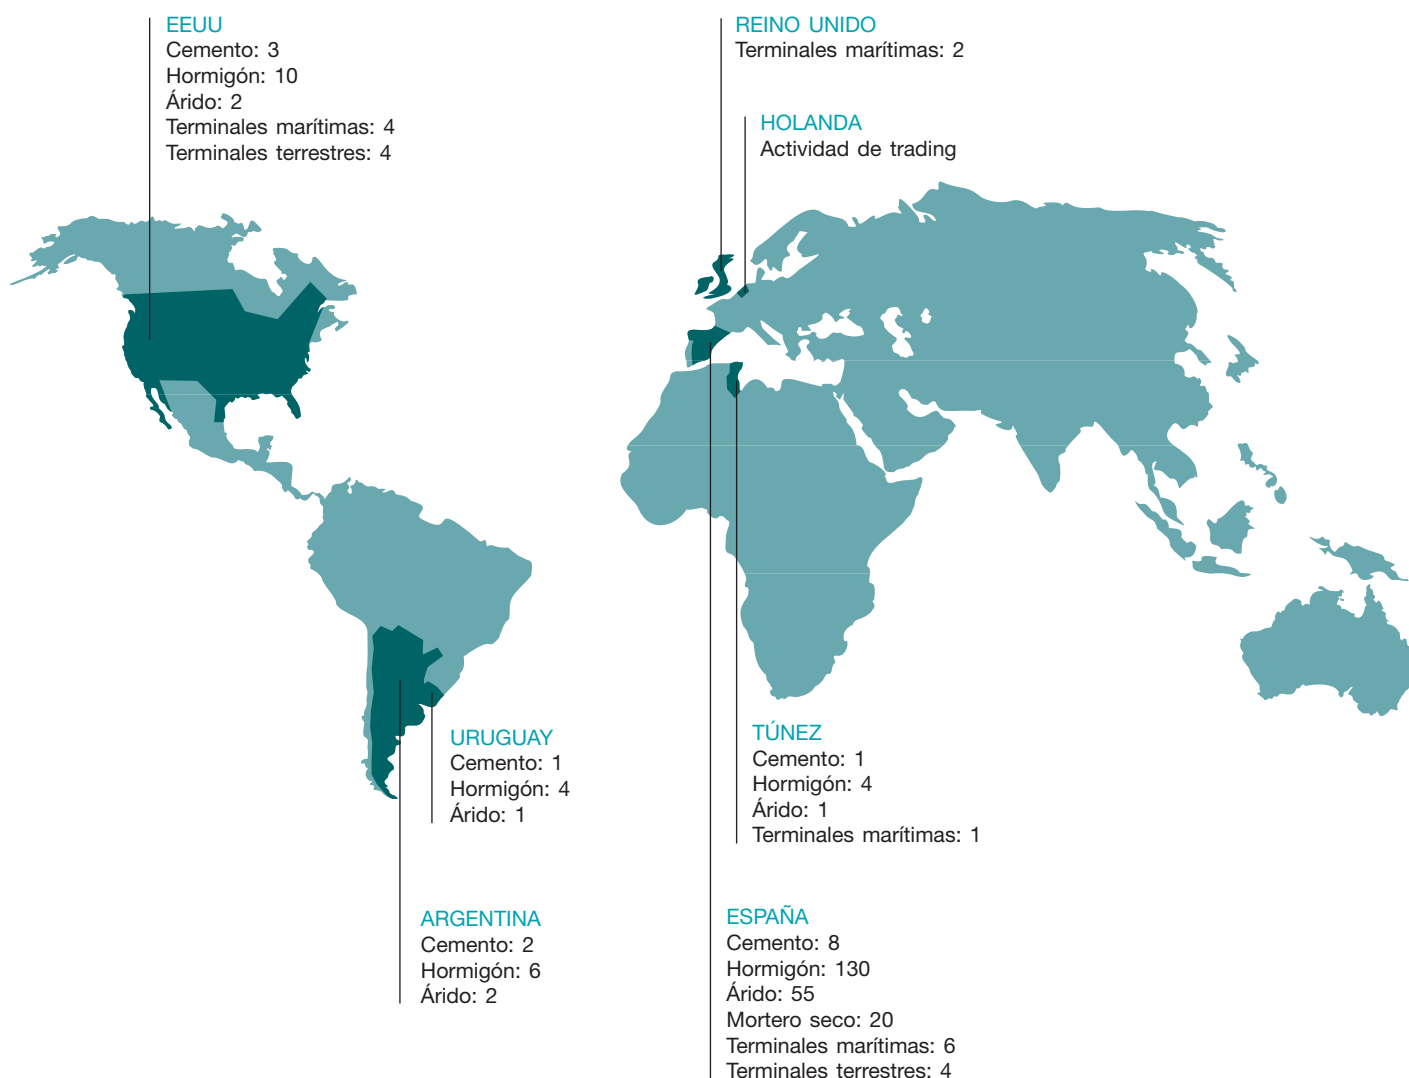 EEUU
Cemento: 3
Hormigón: 10
Árido: 2
Terminales marítimas: 4
Terminales terrestres: 4
REINO UNIDO
Terminales marítimas: 2
HOLANDA
Actividad de trading
URUGUAY
Cemento: 1
Hormigón: 4
Árido: 1
TÚNEZ
Cemento: 1
Hormigón: 4
Árido: 1
Terminales marítimas: 1
ARGENTINA
Cemento: 2
Hormigón: 6
Árido: 2
ESPAÑA
Cemento: 8
Hormigón: 130
Árido: 55
Mortero seco: 20
Terminales marítimas: 6
Terminales terrestres: 4